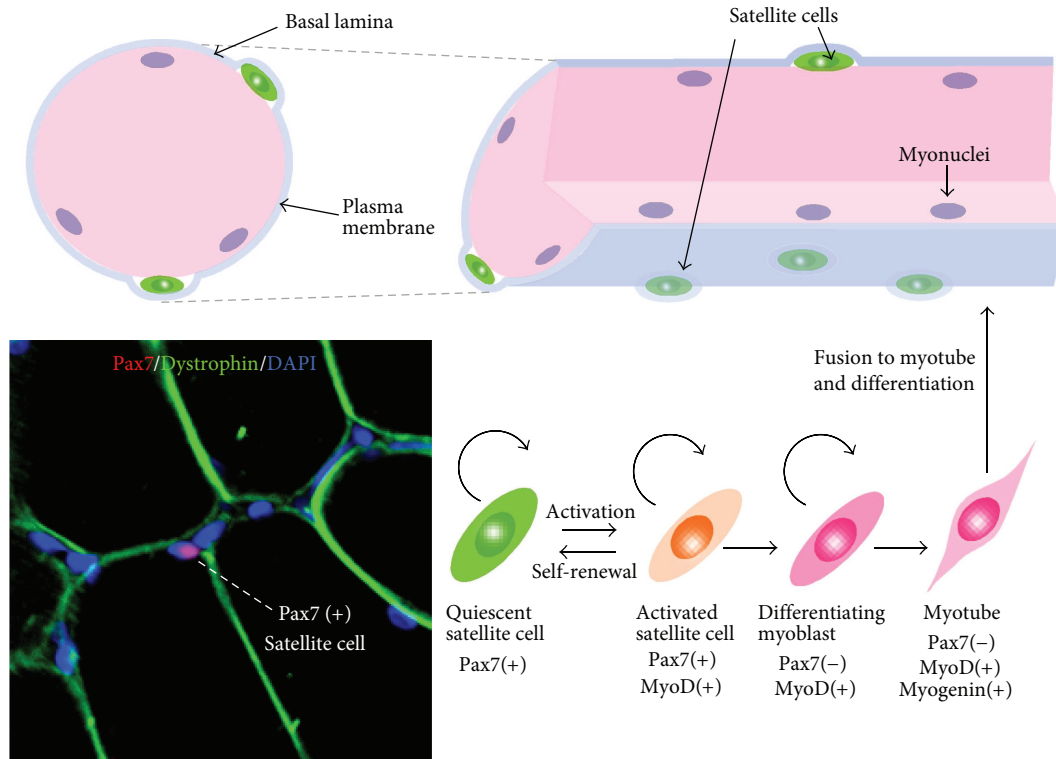 Basal lamina
Satellite cells
Myonuclei
Plasma
membrane
Pax7/Dystrophin/DAPI
Pax7 (+)
Satellite cell
Fusion to myotube
and differentiation
Activation
Self-renewal
Quiescent
satellite cell
Pax7(+)
Activated
satellite cell
Pax7(+)
MyoD(+)
Differentiating
myoblast
Pax7(−)
MyoD(+)
Myotube
Pax7(−)
MyoD(+)
Myogenin(+)